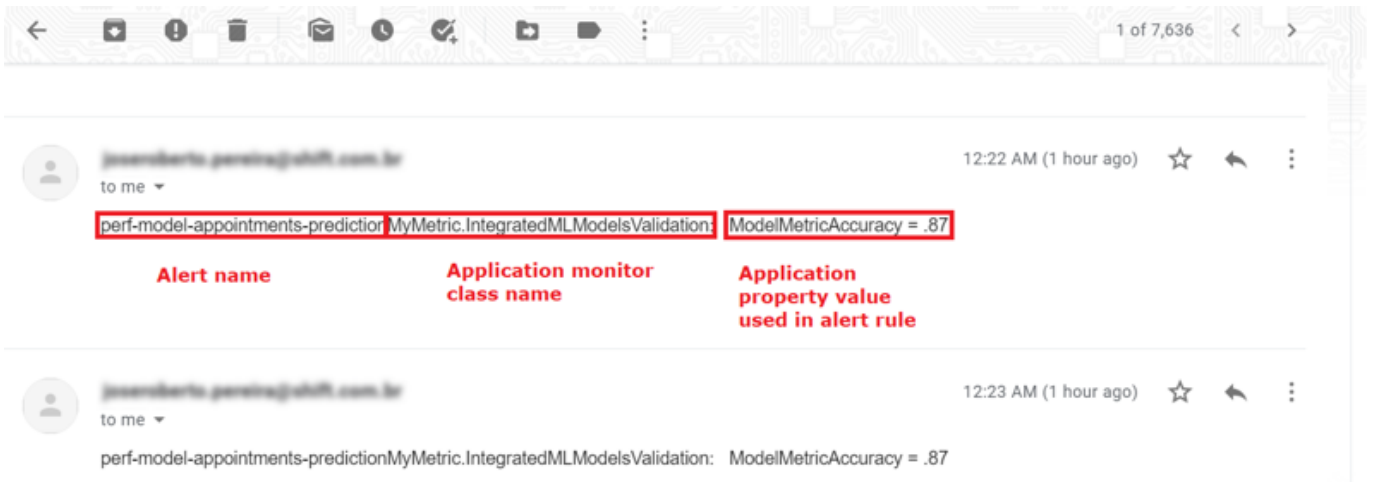 1 of 7,636
12:22 AM (1 hour ago)
to me
perf-model-appointments-predictionMyMetric.IntegratedMLModelsValidation: ModelMetricAccuracy = .87
Alert name
Application monitor
class name
Application
property value
used in alert rule
12:23 AM (1 hour ago)
to me
perf-model-appointments-predictionMyMetric.IntegratedMLModelsValidation: ModelMetricAccuracy = .87